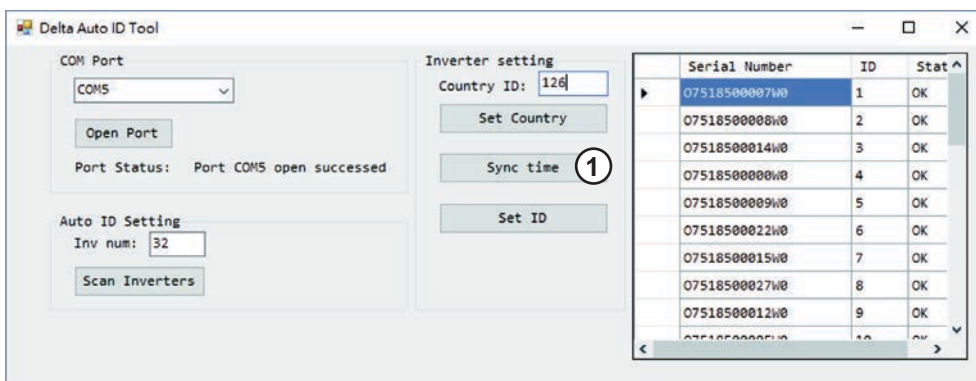 Delta Auto ID Tool
COM Port
COM5
Open Port
Port Status: Port COM5 open successed
Auto ID Setting
Inv num: 32
Scan Inverters
Inverter setting
Country ID: 126
Set Country
Sync time 1
Set ID
Serial Number ID Stat
O7518500007W0 1 OK
O7518500008W0 2 OK
O7518500014W0 3 OK
O7518500000W0 4 OK
O7518500009W0 5 OK
O7518500022W0 6 OK
O7518500015W0 7 OK
O7518500027W0 8 OK
O7518500012W0 9 OK